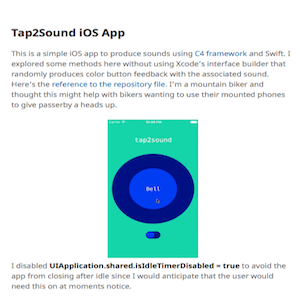 Tap2Sound iOS App
This is a simple iOS app to produce sounds using C4 framework and Swift. I
explored some methods here without using Xcode's interface builder that
randomly produces color button feedback with the associated sound.
Here's the reference to the repository file. I'm a mountain biker and
thought this might help with bikers wanting to use their mounted phones
to give passerby a heads up.
tap2sound
Bell
I disabled UIApplication.shared.isIdleTimerDisabled = true to avoid the
app from closing after idle since I would anticipate that the user would
need this on at moments notice.